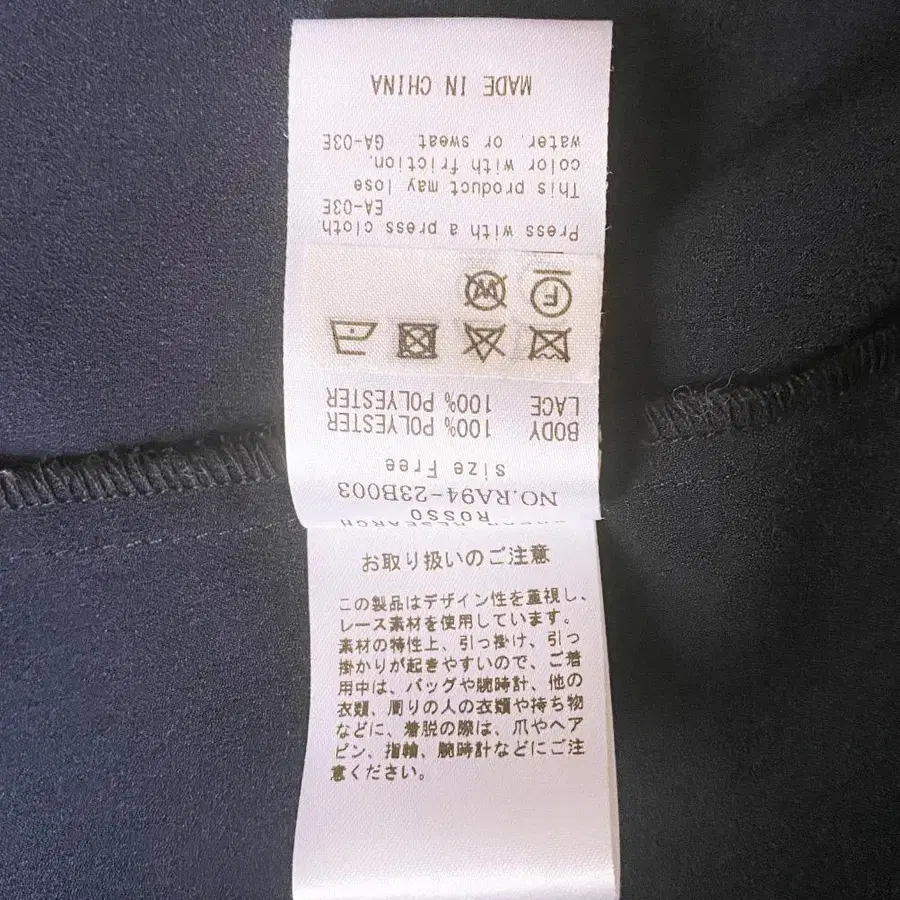 RESEARCH
ROSSO
NO.RA94-23B003
Size Free
BODY 100% POLYESTER
LACE 100% POLYESTER
F W
Press with a press cloth
EA-03E
This product may lose
color with friction,
water, or sweat GA-03E
MADE IN CHINA
お取り扱いのご注意
この製品はデザイン性を重視し、
レース素材を使用しています。
素材の特性上、引っ掛け、引っ
掛かりが起きやすいので、ご着
用中は、バッグや腕時計、他の
衣類、周りの人の衣類や持ち物
などに、着脱の際は、爪やヘア
ピン、指輪、腕時計などにご注
意ください。